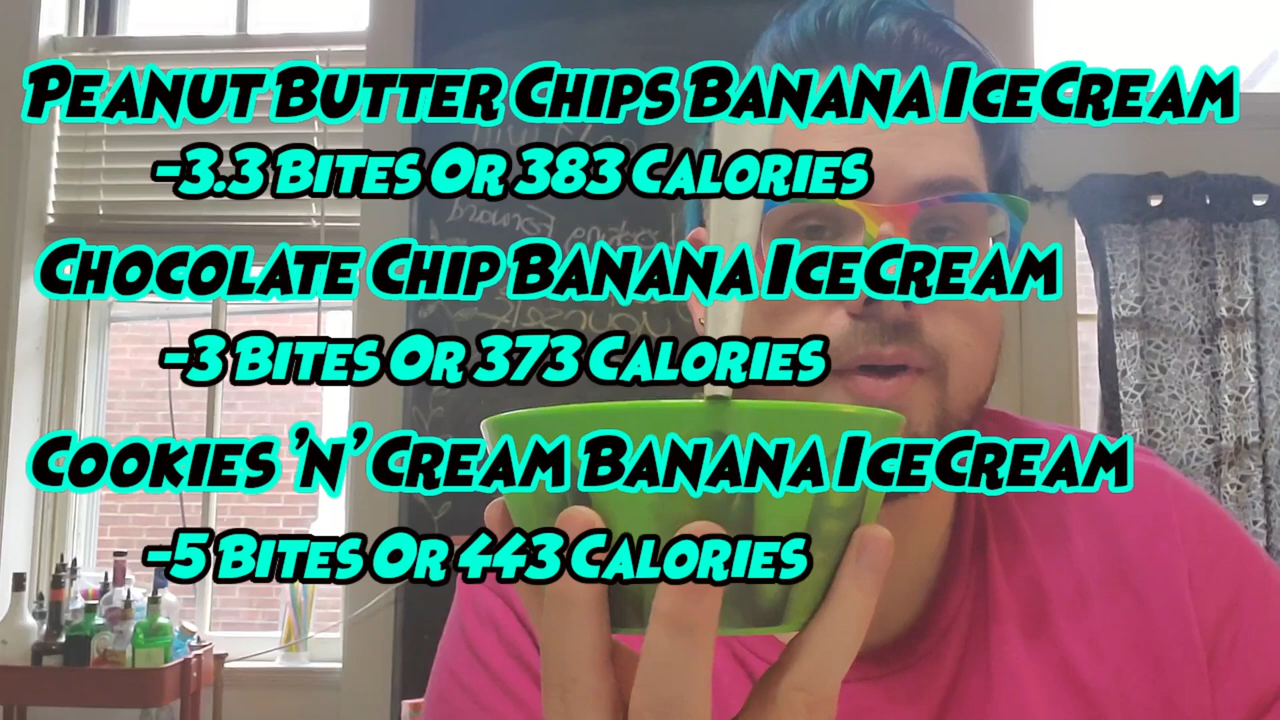 Peanut Butter Chips Banana IceCream
-3.3 Bites Or 383 Calories
Chocolate Chip Banana IceCream
-3 Bites Or 373 Calories
Cookies 'n' Cream Banana IceCream
-5 Bites Or 443 Calories